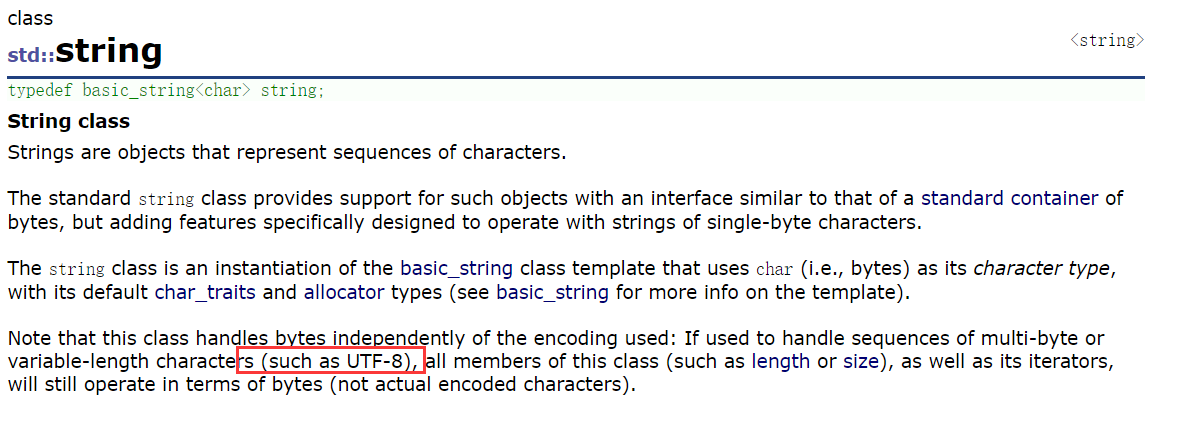 class
std::string
<string>
typedef basic_string<char> string;
String class
Strings are objects that represent sequences of characters.
The standard string class provides support for such objects with an interface similar to that of a standard container of
bytes, but adding features specifically designed to operate with strings of single-byte characters.
The string class is an instantiation of the basic_string class template that uses char (i.e., bytes) as its character type,
with its default char_traits and allocator types (see basic_string for more info on the template).
Note that this class handles bytes independently of the encoding used: If used to handle sequences of multi-byte or
variable-length characters (such as UTF-8), all members of this class (such as length or size), as well as its iterators,
will still operate in terms of bytes (not actual encoded characters).